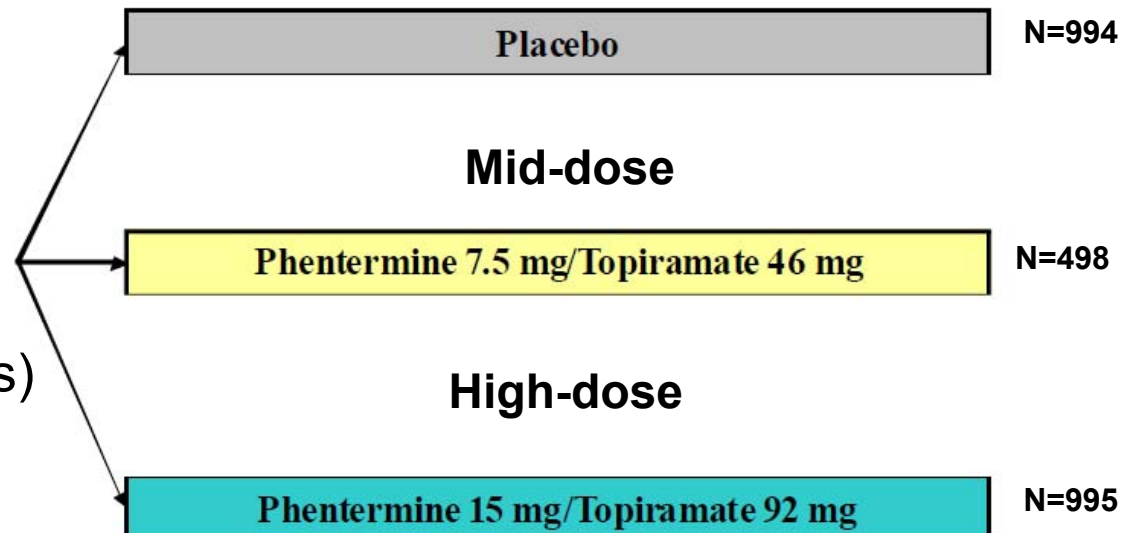 Placebo
N=994
Mid-dose
Phentermine 7.5 mg/Topiramate 46 mg
N=498
s)
High-dose
Phentermine 15 mg/Topiramate 92 mg
N=995